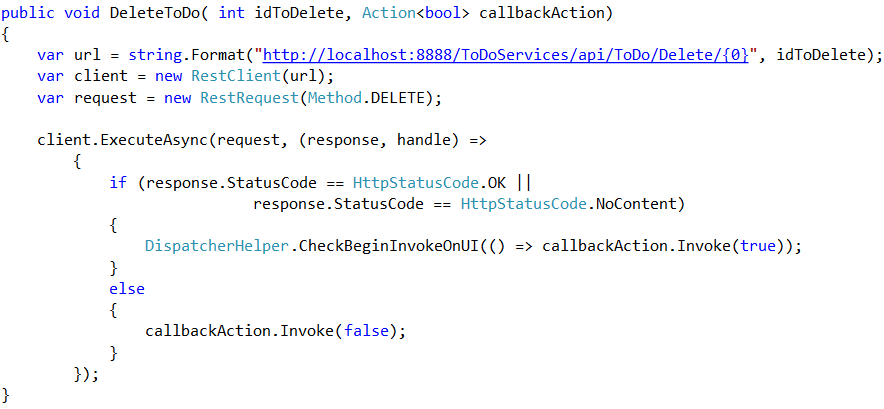 public void DeleteToDo( int idToDelete, Action<bool> callbackAction)
{
    var url = string.Format("http://localhost:8888/ToDoServices/api/ToDo/Delete/{0}", idToDelete);
    var client = new RestClient(url);
    var request = new RestRequest(Method.DELETE);

    client.ExecuteAsync(request, (response, handle) =>
        {
            if (response.StatusCode == HttpStatusCode.OK ||
                            response.StatusCode == HttpStatusCode.NoContent)
            {
                DispatcherHelper.CheckBeginInvokeOnUI(() => callbackAction.Invoke(true));
            }
            else
            {
                callbackAction.Invoke(false);
            }
        });
}